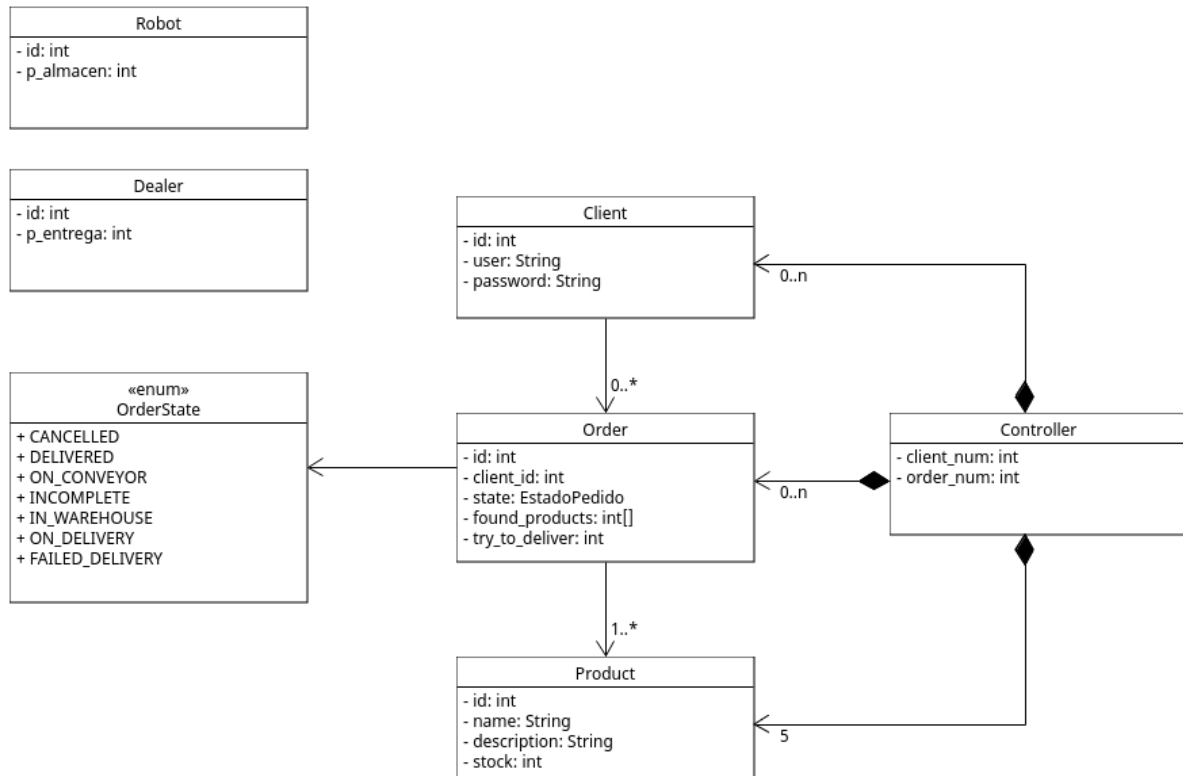 Robot
- id: int
- p_almacen: int
Dealer
- id: int
- p_entrega: int
«enum»
OrderState
+ CANCELLED
+ DELIVERED
+ ON_CONVEYOR
+ INCOMPLETE
+ IN_WAREHOUSE
+ ON_DELIVERY
+ FAILED_DELIVERY
Client
- id: int
- user: String
- password: String
0..n
0..*
Order
- id: int
- client_id: int
- state: EstadoPedido
- found_products: int[]
- try_to_deliver: int
0..n
Controller
- client_num: int
- order_num: int
1..*
Product
- id: int
- name: String
- description: String
- stock: int
5